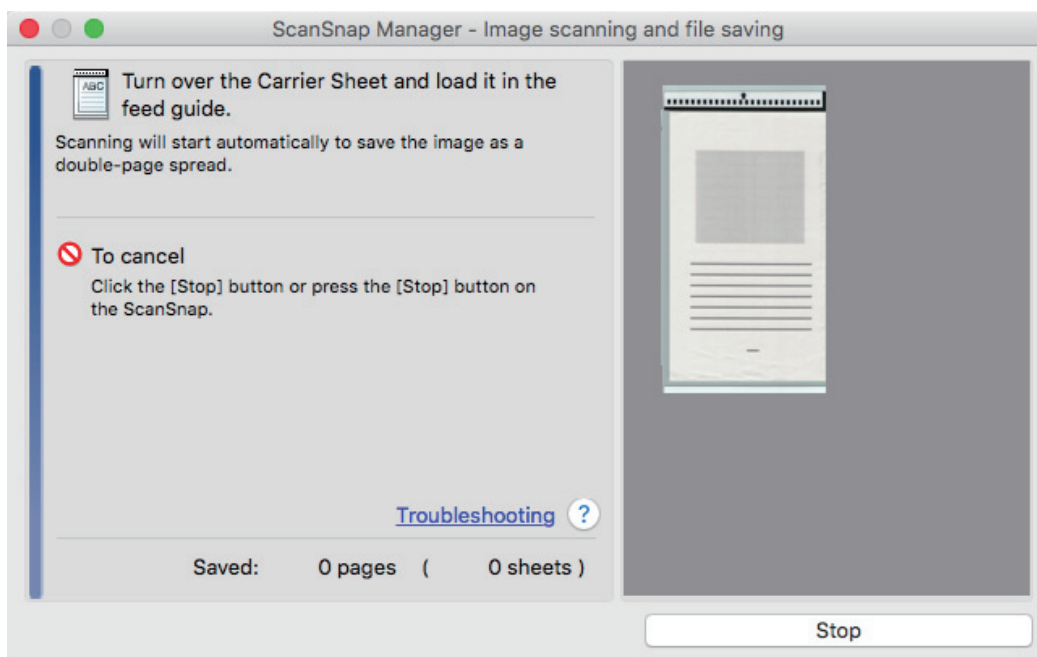 ScanSnap Manager - Image scanning and file saving
ABC
Turn over the Carrier Sheet and load it in the
feed guide.
Scanning will start automatically to save the image as a
double-page spread.
To cancel
Click the [Stop] button or press the [Stop] button on
the ScanSnap.
Troubleshooting ?
Saved: 0 pages ( 0 sheets )
Stop